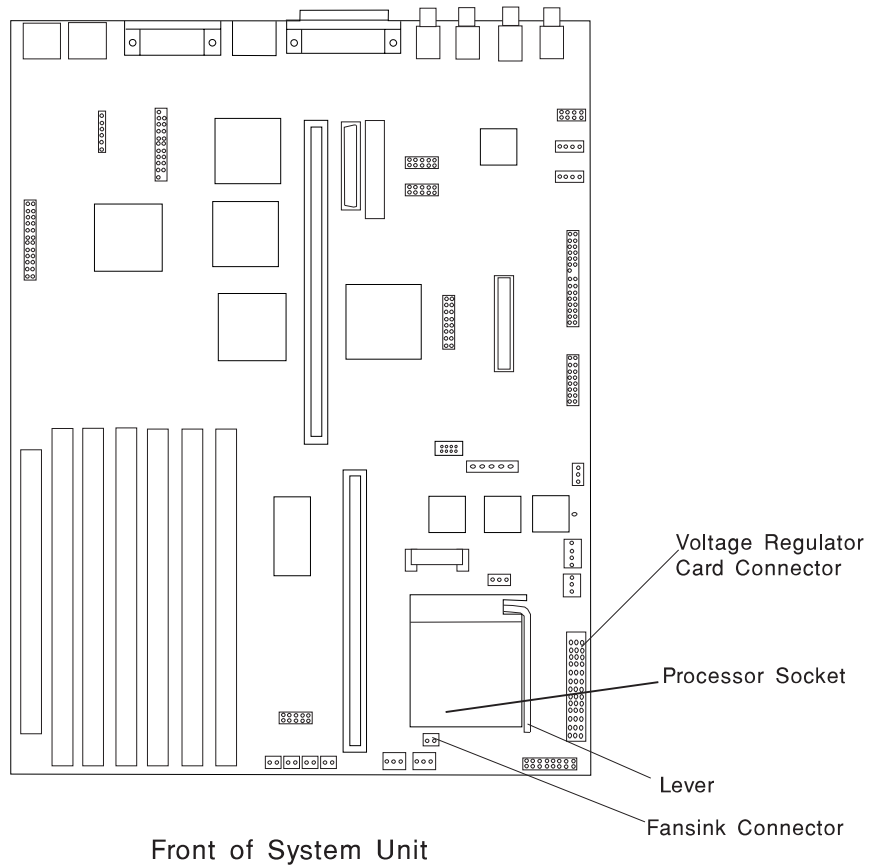 Voltage Regulator
Card Connector
Processor Socket
Lever
Fansink Connector
Front of System Unit